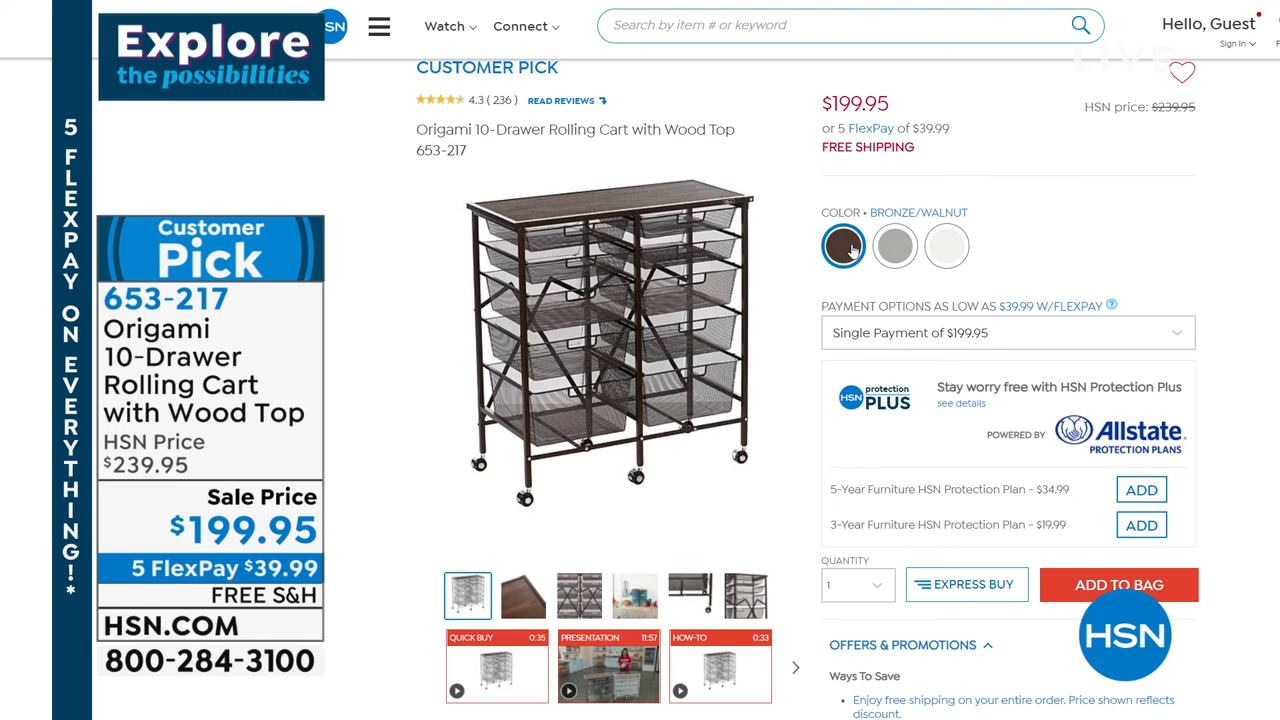 5 FLEXPAY ON EVERYTHING!*
Explore
the possibilities
Customer
Pick
653-217
Origami
10-Drawer
Rolling Cart
with Wood Top
HSN Price
$239.95
Sale Price
$199.95
5 FlexPay $39.99
FREE S&H
HSN.COM
800-284-3100
SN
Watch
Connect
Search by item # or keyword
Hello, Guest
Sign In
LIVE
CUSTOMER PICK
4.3 ( 236 ) READ REVIEWS
Origami 10-Drawer Rolling Cart with Wood Top
653-217
QUICK BUY 0:35
PRESENTATION 11:57
HOW-TO 0:33
$199.95
HSN price: $239.95
or 5 FlexPay of $39.99
FREE SHIPPING
COLOR • BRONZE/WALNUT
PAYMENT OPTIONS AS LOW AS $39.99 W/FLEXPAY ?
Single Payment of $199.95
HSN protection PLUS
Stay worry free with HSN Protection Plus
see details
POWERED BY Allstate.
PROTECTION PLANS
5-Year Furniture HSN Protection Plan - $34.99 ADD
3-Year Furniture HSN Protection Plan - $19.99 ADD
QUANTITY
1
EXPRESS BUY
ADD TO BAG
HSN
OFFERS & PROMOTIONS
Ways To Save
• Enjoy free shipping on your entire order. Price shown reflects
discount.